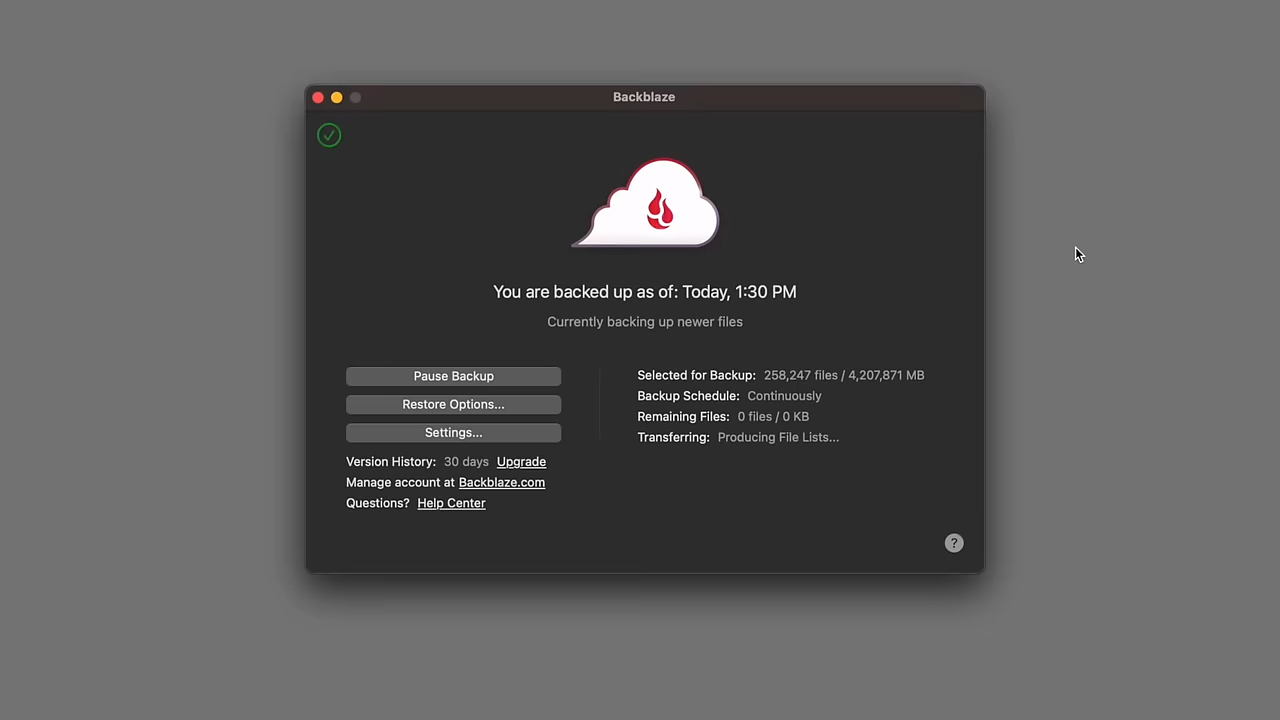 Backblaze
You are backed up as of: Today, 1:30 PM
Currently backing up newer files
Pause Backup
Restore Options...
Settings...
Version History: 30 days Upgrade
Manage account at Backblaze.com
Questions? Help Center
Selected for Backup: 258,247 files / 4,207,871 MB
Backup Schedule: Continuously
Remaining Files: 0 files / 0 KB
Transferring: Producing File Lists...
?